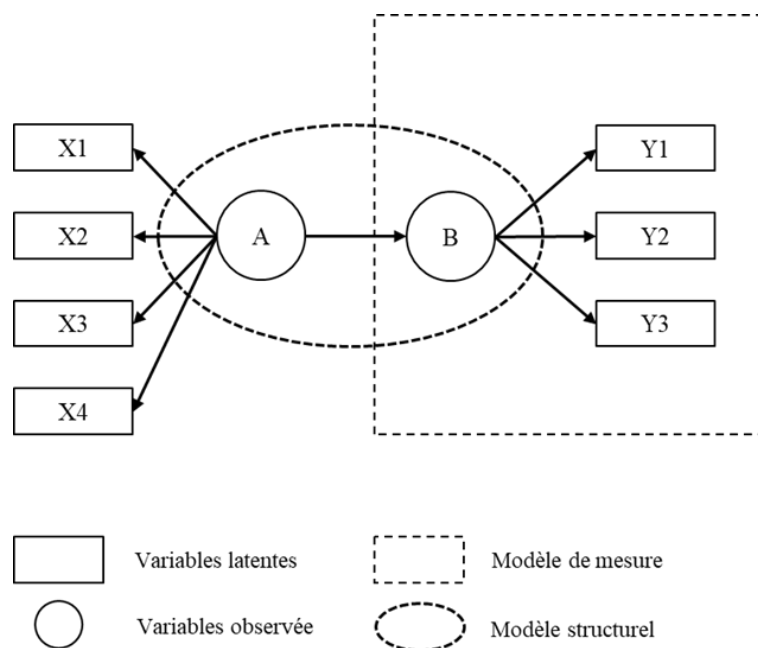 X1
Y1
X2
A
B
Y2
X3
Y3
X4
Variables latentes
Modèle de mesure
Variables observée
Modèle structurel